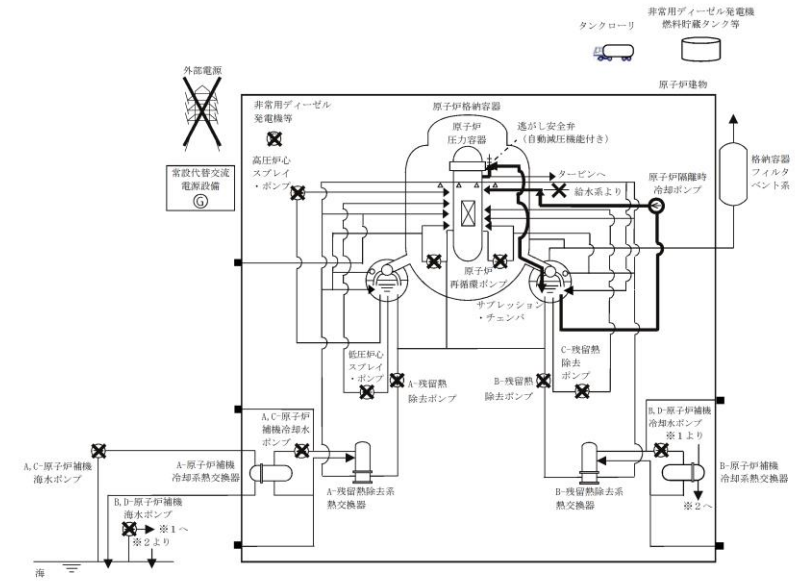 非常用ディーゼル発電機
燃料貯蔵タンク等
タンクローリ
外部電源
原子炉建物
非常用ディーゼル
発電機等
原子炉格納容器
原子炉
圧力容器
逃がし安全弁
（自動減圧機能付き）
高圧炉心
スプレイ
・ポンプ
常設代替交流
電源設備
G
タービンへ
給水系より
原子炉隔離時
冷却ポンプ
格納容器
フィルタ
ベント系
原子炉
再循環ポンプ
サプレッション
・チェンバ
低圧炉心
スプレイ
・ポンプ
A-残留熱
除去ポンプ
B-残留熱
除去ポンプ
C-残留熱
除去
ポンプ
A,C-原子炉
補機冷却水
ポンプ
B,D-原子炉補機
冷却水ポンプ
※1より
A,C-原子炉補機
海水ポンプ
A-原子炉補機
冷却系熱交換器
B-原子炉補機
冷却系熱交換器
A-残留熱除去系
熱交換器
B-残留熱除去系
熱交換器
※2へ
B,D-原子炉補機
海水ポンプ
※1へ
※2より
海